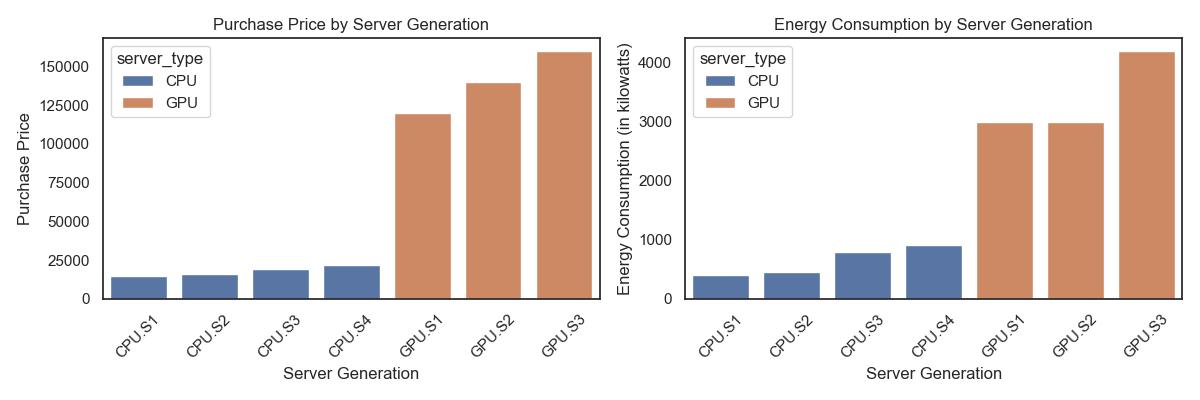 Purchase Price by Server Generation
server_type
CPU
GPU
Purchase Price
150000
125000
100000
75000
50000
25000
0
CPU.S1
CPU.S2
CPU.S3
CPU.S4
GPU.S1
GPU.S2
GPU.S3
Server Generation
Energy Consumption by Server Generation
server_type
CPU
GPU
Energy Consumption (in kilowatts)
4000
3000
2000
1000
0
CPU.S1
CPU.S2
CPU.S3
CPU.S4
GPU.S1
GPU.S2
GPU.S3
Server Generation